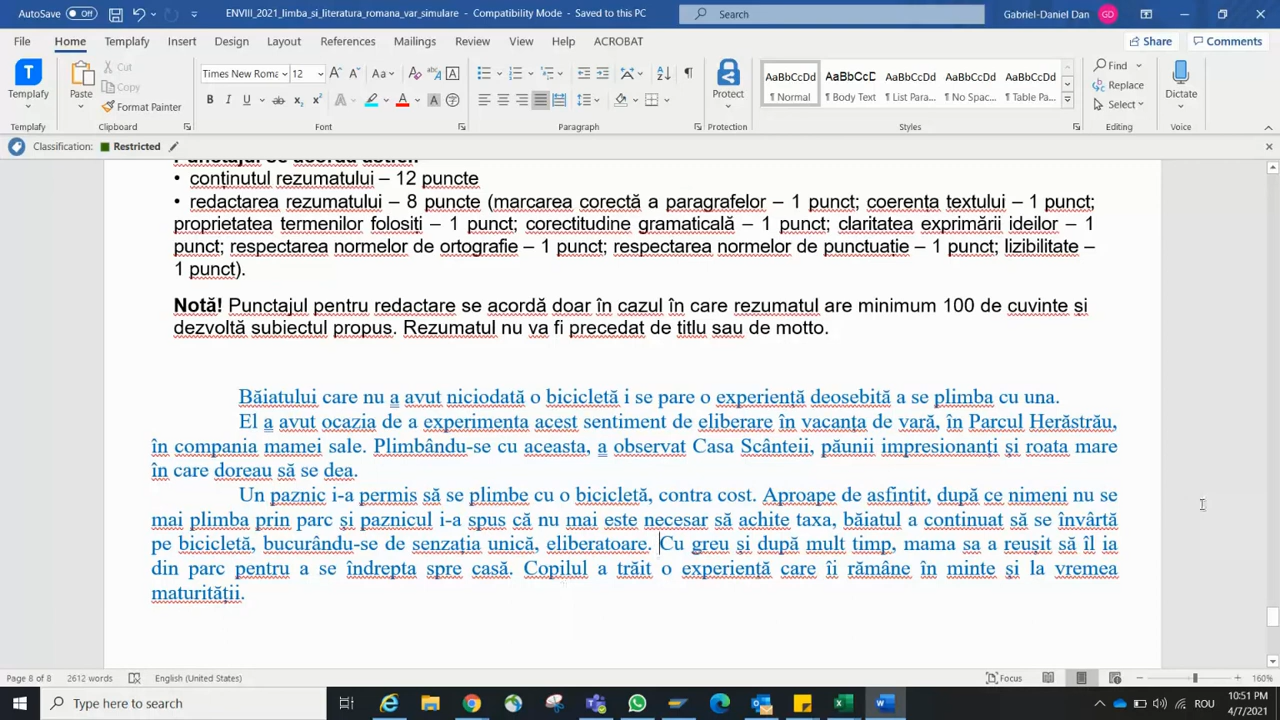 AutoSave Off ENVIII_2021_limba_si_literatura_romana_var_simulare - Compatibility Mode - Saved to this PC Search Gabriel-Daniel Dan GD
File Home Templafy Insert Design Layout References Mailings Review View Help ACROBAT Share Comments
Templafy Paste Cut Copy Format Painter Times New Roma 12 Protect Find Replace Select Dictate
AaBbCcDd Normal AaBbCcD Body Text AaBbCcDd List Para... AaBbCcDd No Spac... AaBbCcDd Table Pa...
Templafy Clipboard Font Paragraph Protection Styles Editing Voice
Classification: Restricted
Punctajul se acordă astfel:
• conținutul rezumatului – 12 puncte
• redactarea rezumatului – 8 puncte (marcarea corectă a paragrafelor – 1 punct; coerența textului – 1 punct;
proprietatea termenilor folosiți – 1 punct; corectitudine gramaticală – 1 punct; claritatea exprimării ideilor – 1
punct; respectarea normelor de ortografie – 1 punct; respectarea normelor de punctuație – 1 punct; lizibilitate –
1 punct).
Notă! Punctajul pentru redactare se acordă doar în cazul în care rezumatul are minimum 100 de cuvinte și
dezvoltă subiectul propus. Rezumatul nu va fi precedat de titlu sau de motto.
Băiatului care nu a avut niciodată o bicicletă i se pare o experiență deosebită a se plimba cu una.
El a avut ocazia de a experimenta acest sentiment de eliberare în vacanța de vară, în Parcul Herăstrău,
în compania mamei sale. Plimbându-se cu aceasta, a observat Casa Scânteii, păunii impresionanți și roata mare
în care doreau să se dea.
Un paznic i-a permis să se plimbe cu o bicicletă, contra cost. Aproape de asfințit, după ce nimeni nu se
mai plimba prin parc și paznicul i-a spus că nu mai este necesar să achite taxa, băiatul a continuat să se învârtă
pe bicicletă, bucurându-se de senzația unică, eliberatoare. Cu greu și după mult timp, mama sa a reușit să îl ia
din parc pentru a se îndrepta spre casă. Copilul a trăit o experiență care îi rămâne în minte și la vremea
maturității.
Page 8 of 8 2612 words English (United States) Focus 160%
Type here to search ROU 10:51 PM
4/7/2021